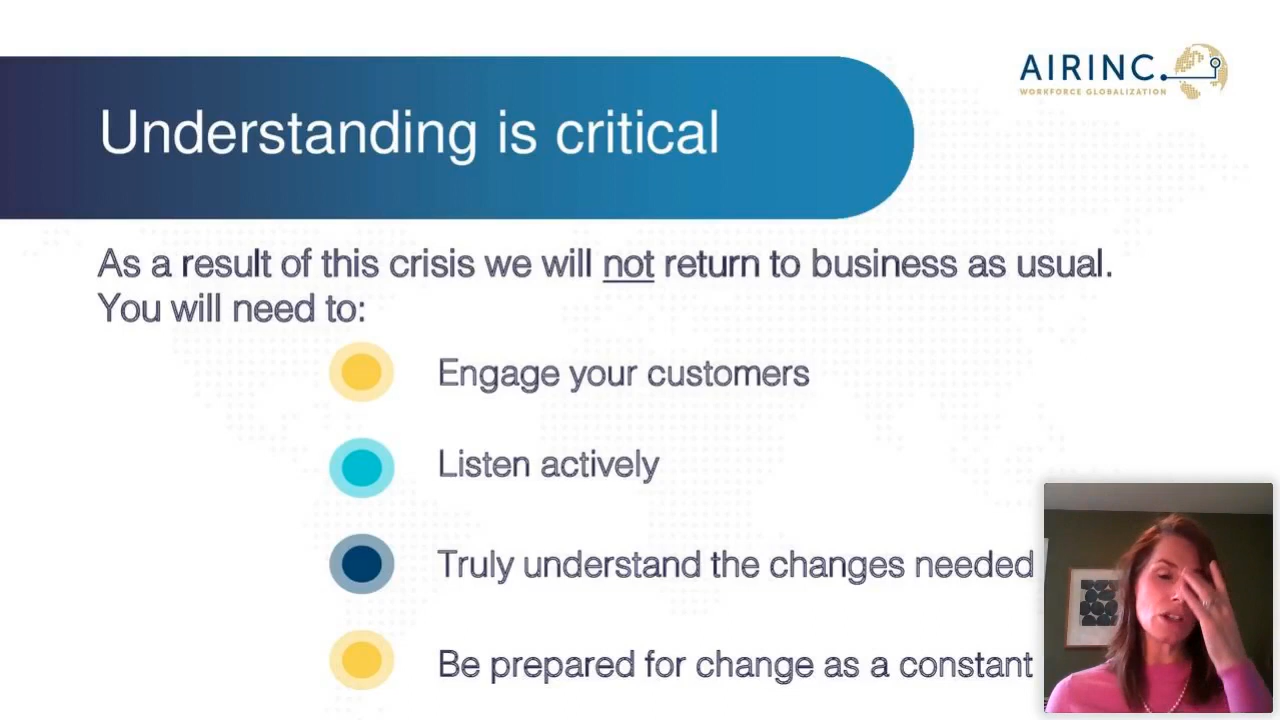 AIRINC.
WORKFORCE GLOBALIZATION
Understanding is critical
As a result of this crisis we will not return to business as usual.
You will need to:
Engage your customers
Listen actively
Truly understand the changes needed
Be prepared for change as a constant